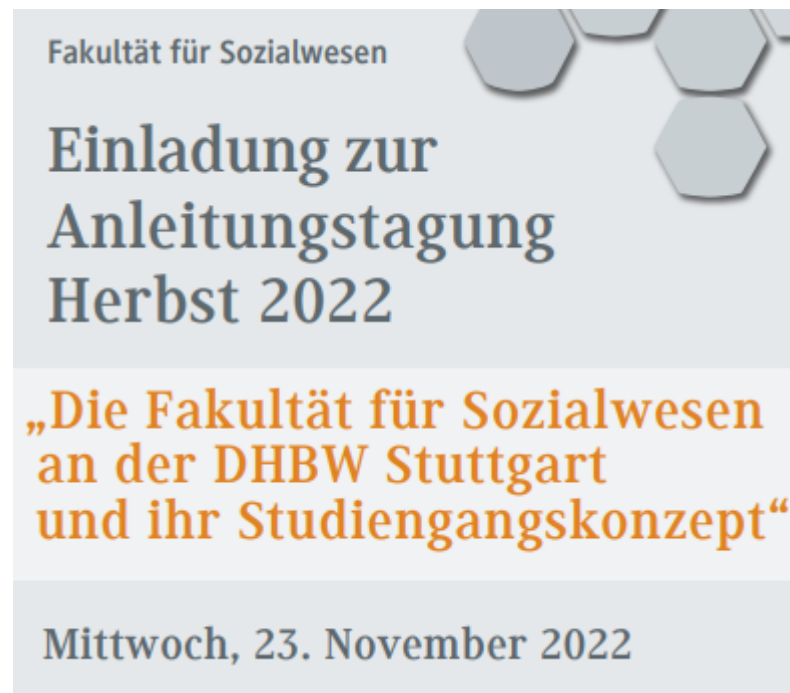 Fakultät für Sozialwesen
Einladung zur
Anleitungstagung
Herbst 2022
„Die Fakultät für Sozialwesen
an der DHBW Stuttgart
und ihr Studiengangskonzept“
Mittwoch, 23. November 2022